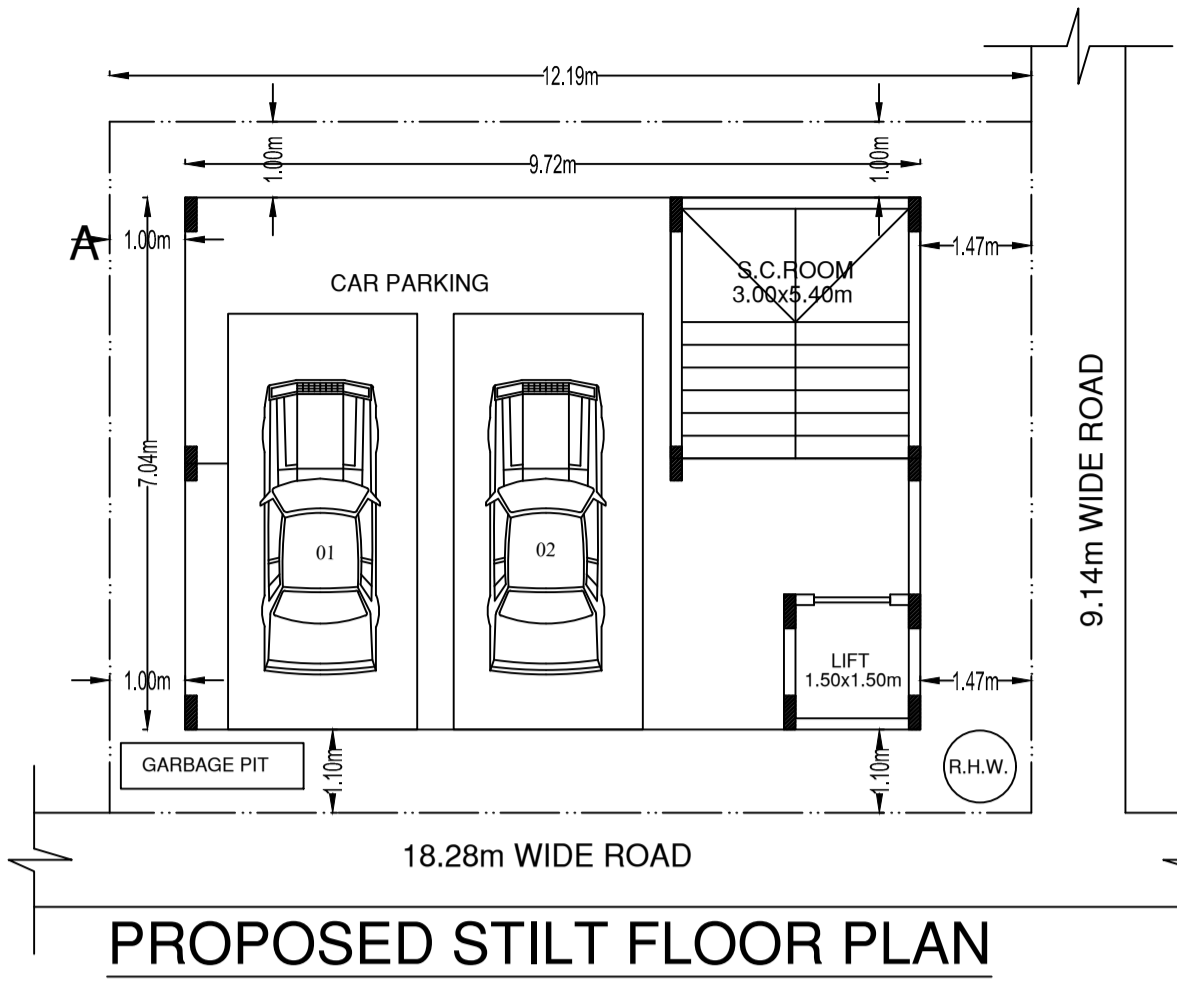 12.19m
1.00m
1.00m
9.72m
A
1.00m
1.47m
S.C.ROOM
3.00x5.40m
CAR PARKING
7.04m
9.14m WIDE ROAD
01
02
LIFT
1.50x1.50m
1.00m
1.47m
GARBAGE PIT
1.10m
1.10m
R.H.W.
18.28m WIDE ROAD
PROPOSED STILT FLOOR PLAN